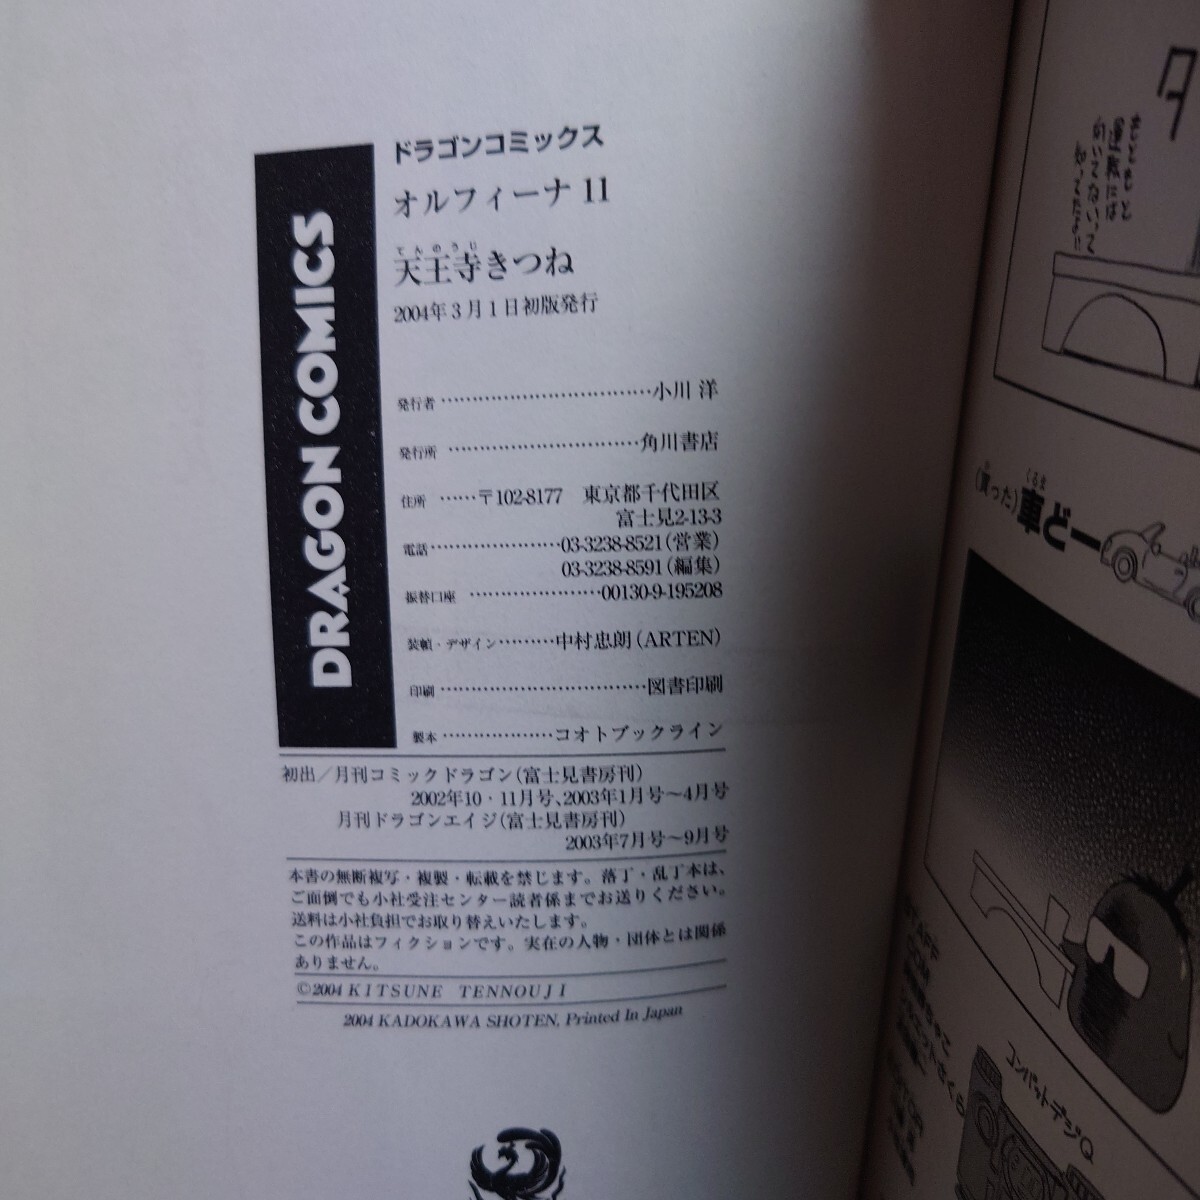 DRAGON COMICS
ドラゴンコミックス
オルフィーナ 11
てんのうじ
天王寺きつね
2004年3月1日初版発行
発行者……………………………小川 洋
発行所…………………………角川書店
住所……〒102-8177　東京都千代田区
富士見2-13-3
電話…………………03-3238-8521（営業）
03-3238-8591（編集）
振替口座…………………00130-9-195208
装幀・デザイン………中村忠朗（ARTEN）
印刷……………………………図書印刷
製本………………コオトブックライン
初出／月刊コミックドラゴン（富士見書房刊）
2002年10・11月号、2003年1月号〜4月号
月刊ドラゴンエイジ（富士見書房刊）
2003年7月号〜9月号
本書の無断複写・複製・転載を禁じます。落丁・乱丁本は、
ご面倒でも小社受注センター読者係までお送りください。
送料は小社負担でお取り替えいたします。
この作品はフィクションです。実在の人物・団体とは関係
ありません。
©2004 KITSUNE TENNOUJI
2004 KADOKAWA SHOTEN, Printed In Japan
タ
もともと
運転には
向いてないって
知ってたさ!!
くるま
(買った)車どー
STAFF
コンバットデジQ